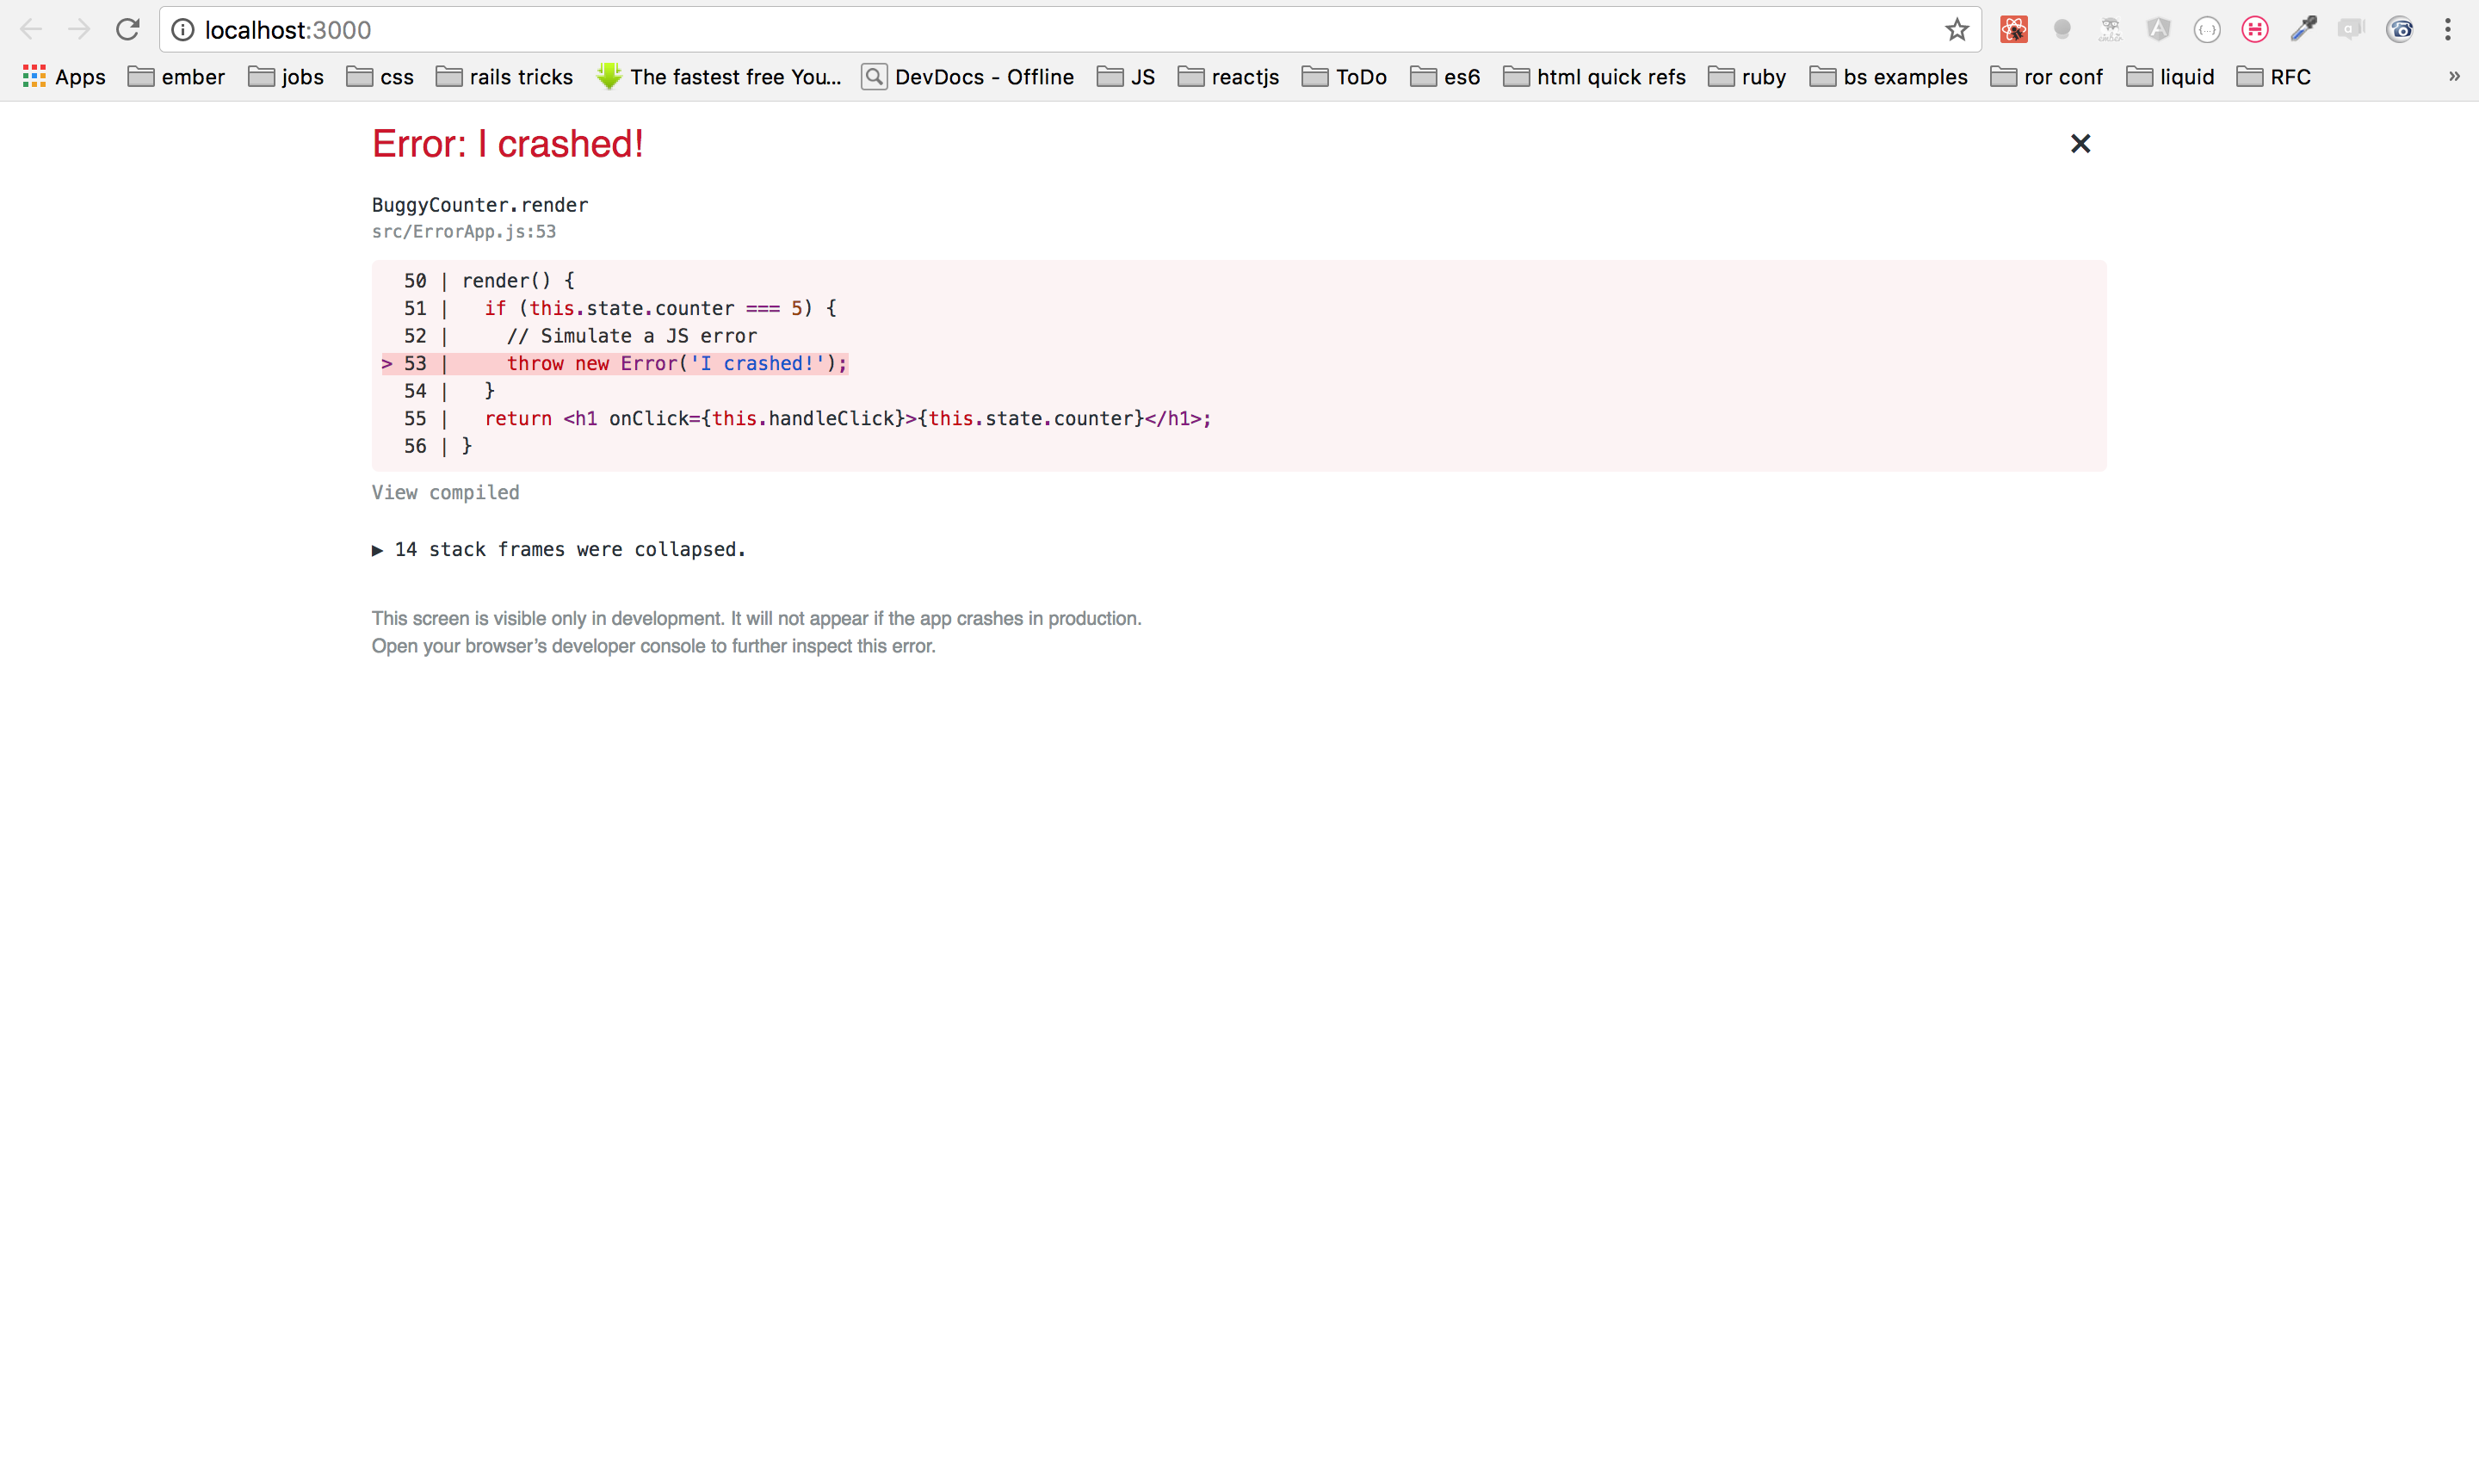 localhost:3000
Apps ember jobs css rails tricks The fastest free You... DevDocs - Offline JS reactjs ToDo es6 html quick refs ruby bs examples ror conf liquid RFC »
Error: I crashed! ✕
BuggyCounter.render
src/ErrorApp.js:53
50 | render() {
51 |   if (this.state.counter === 5) {
52 |     // Simulate a JS error
> 53 |     throw new Error('I crashed!');
54 |   }
55 |   return <h1 onClick={this.handleClick}>{this.state.counter}</h1>;
56 | }
View compiled
▶ 14 stack frames were collapsed.
This screen is visible only in development. It will not appear if the app crashes in production.
Open your browser’s developer console to further inspect this error.